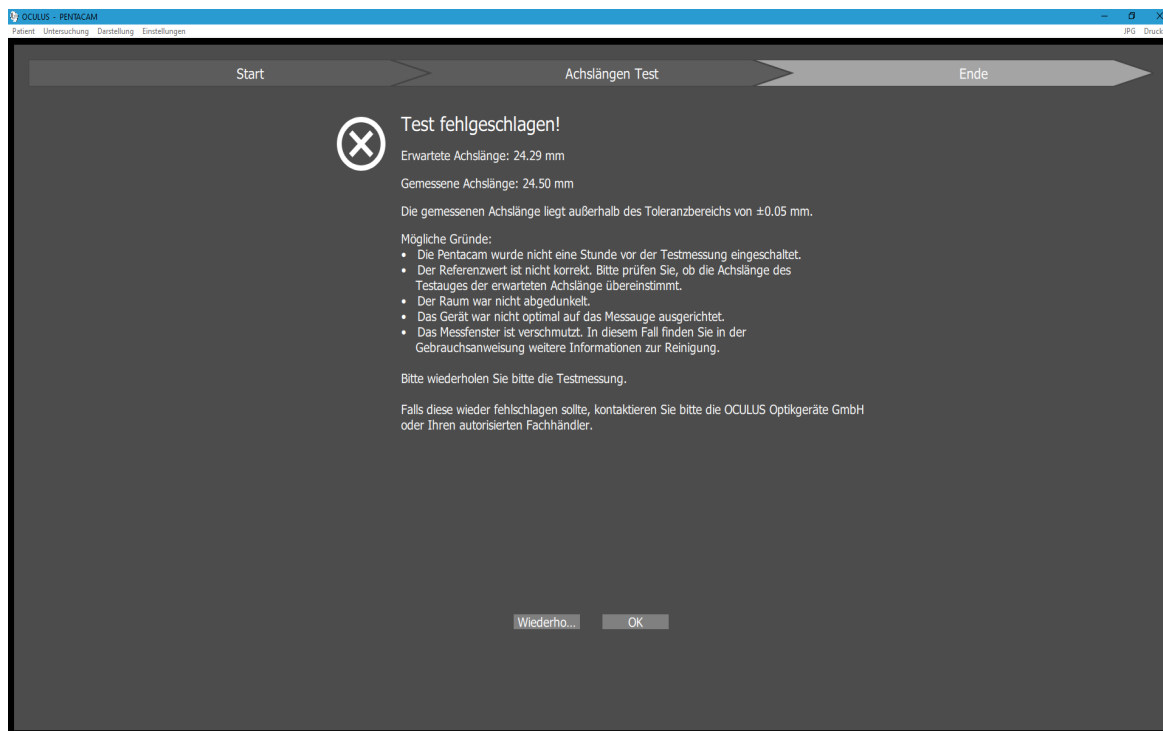 OCULUS - PENTACAM
Patient Untersuchung Darstellung Einstellungen JPG Druck
Start Achslängen Test Ende
Test fehlgeschlagen!
Erwartete Achslänge: 24.29 mm
Gemessene Achslänge: 24.50 mm
Die gemessenen Achslänge liegt außerhalb des Toleranzbereichs von ±0.05 mm.
Mögliche Gründe:
• Die Pentacam wurde nicht eine Stunde vor der Testmessung eingeschaltet.
• Der Referenzwert ist nicht korrekt. Bitte prüfen Sie, ob die Achslänge des
Testauges der erwarteten Achslänge übereinstimmt.
• Der Raum war nicht abgedunkelt.
• Das Gerät war nicht optimal auf das Messauge ausgerichtet.
• Das Messfenster ist verschmutzt. In diesem Fall finden Sie in der
Gebrauchsanweisung weitere Informationen zur Reinigung.
Bitte wiederholen Sie bitte die Testmessung.
Falls diese wieder fehlschlagen sollte, kontaktieren Sie bitte die OCULUS Optikgeräte GmbH
oder Ihren autorisierten Fachhändler.
Wiederho... OK